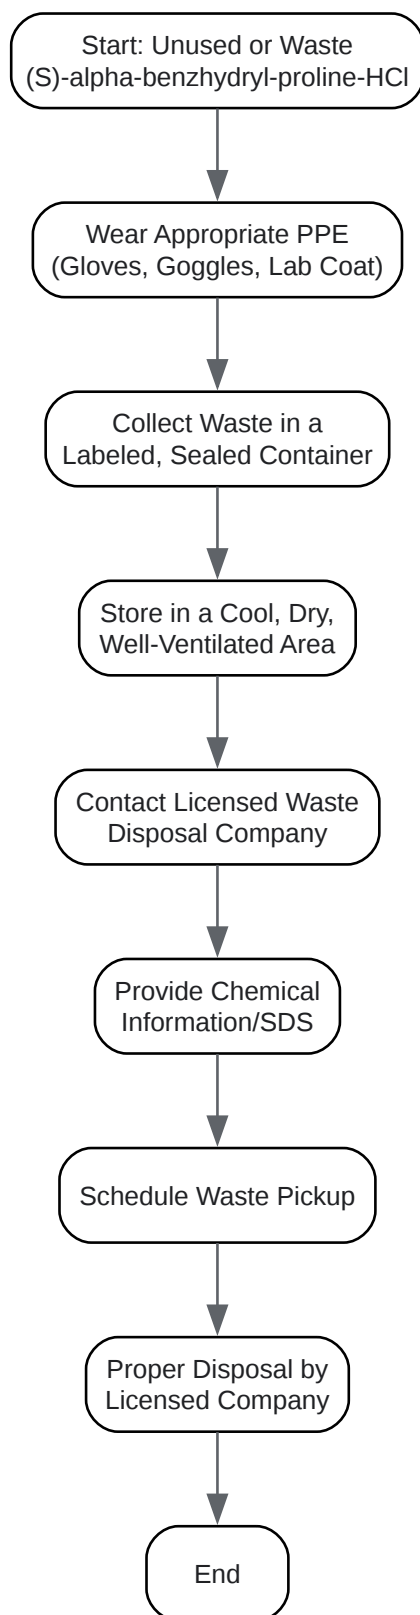 Start: Unused or Waste
(S)-alpha-benzhydryl-proline-HCl
Wear Appropriate PPE
(Gloves, Goggles, Lab Coat)
Collect Waste in a
Labeled, Sealed Container
Store in a Cool, Dry,
Well-Ventilated Area
Contact Licensed Waste
Disposal Company
Provide Chemical
Information/SDS
Schedule Waste Pickup
Proper Disposal by
Licensed Company
End